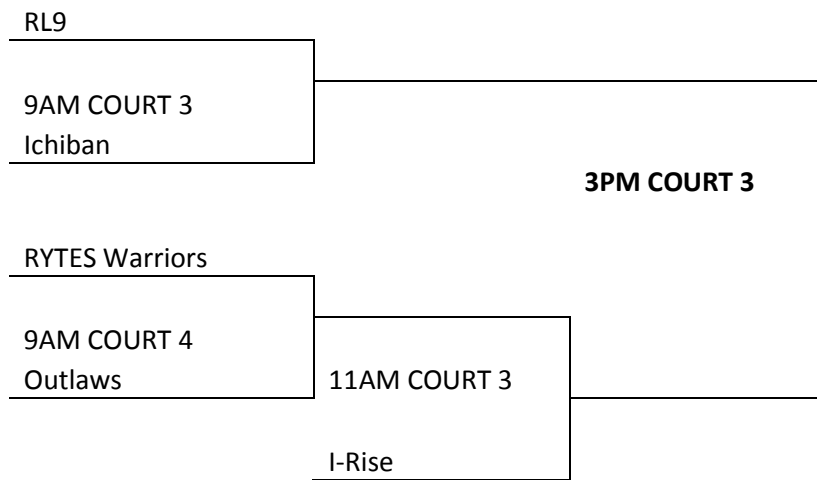 RL9
9AM COURT 3
Ichiban
3PM COURT 3
RYTES Warriors
9AM COURT 4
Outlaws
11AM COURT 3
I-Rise